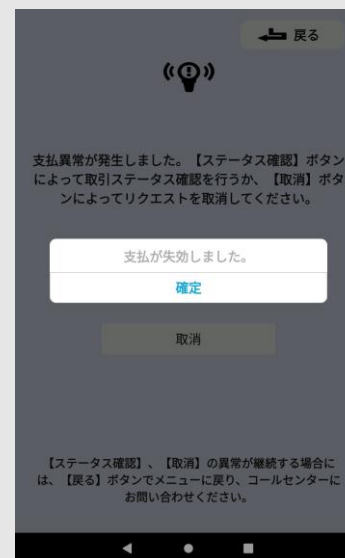 戻る
支払異常が発生しました。【ステータス確認】ボタン
によって取引ステータス確認を行うか、【取消】ボタ
ンによってリクエストを取消してください。
支払が失効しました。
確定
取消
【ステータス確認】、【取消】の異常が継続する場合に
は、【戻る】ボタンでメニューに戻り、コールセンターに
お問い合わせください。